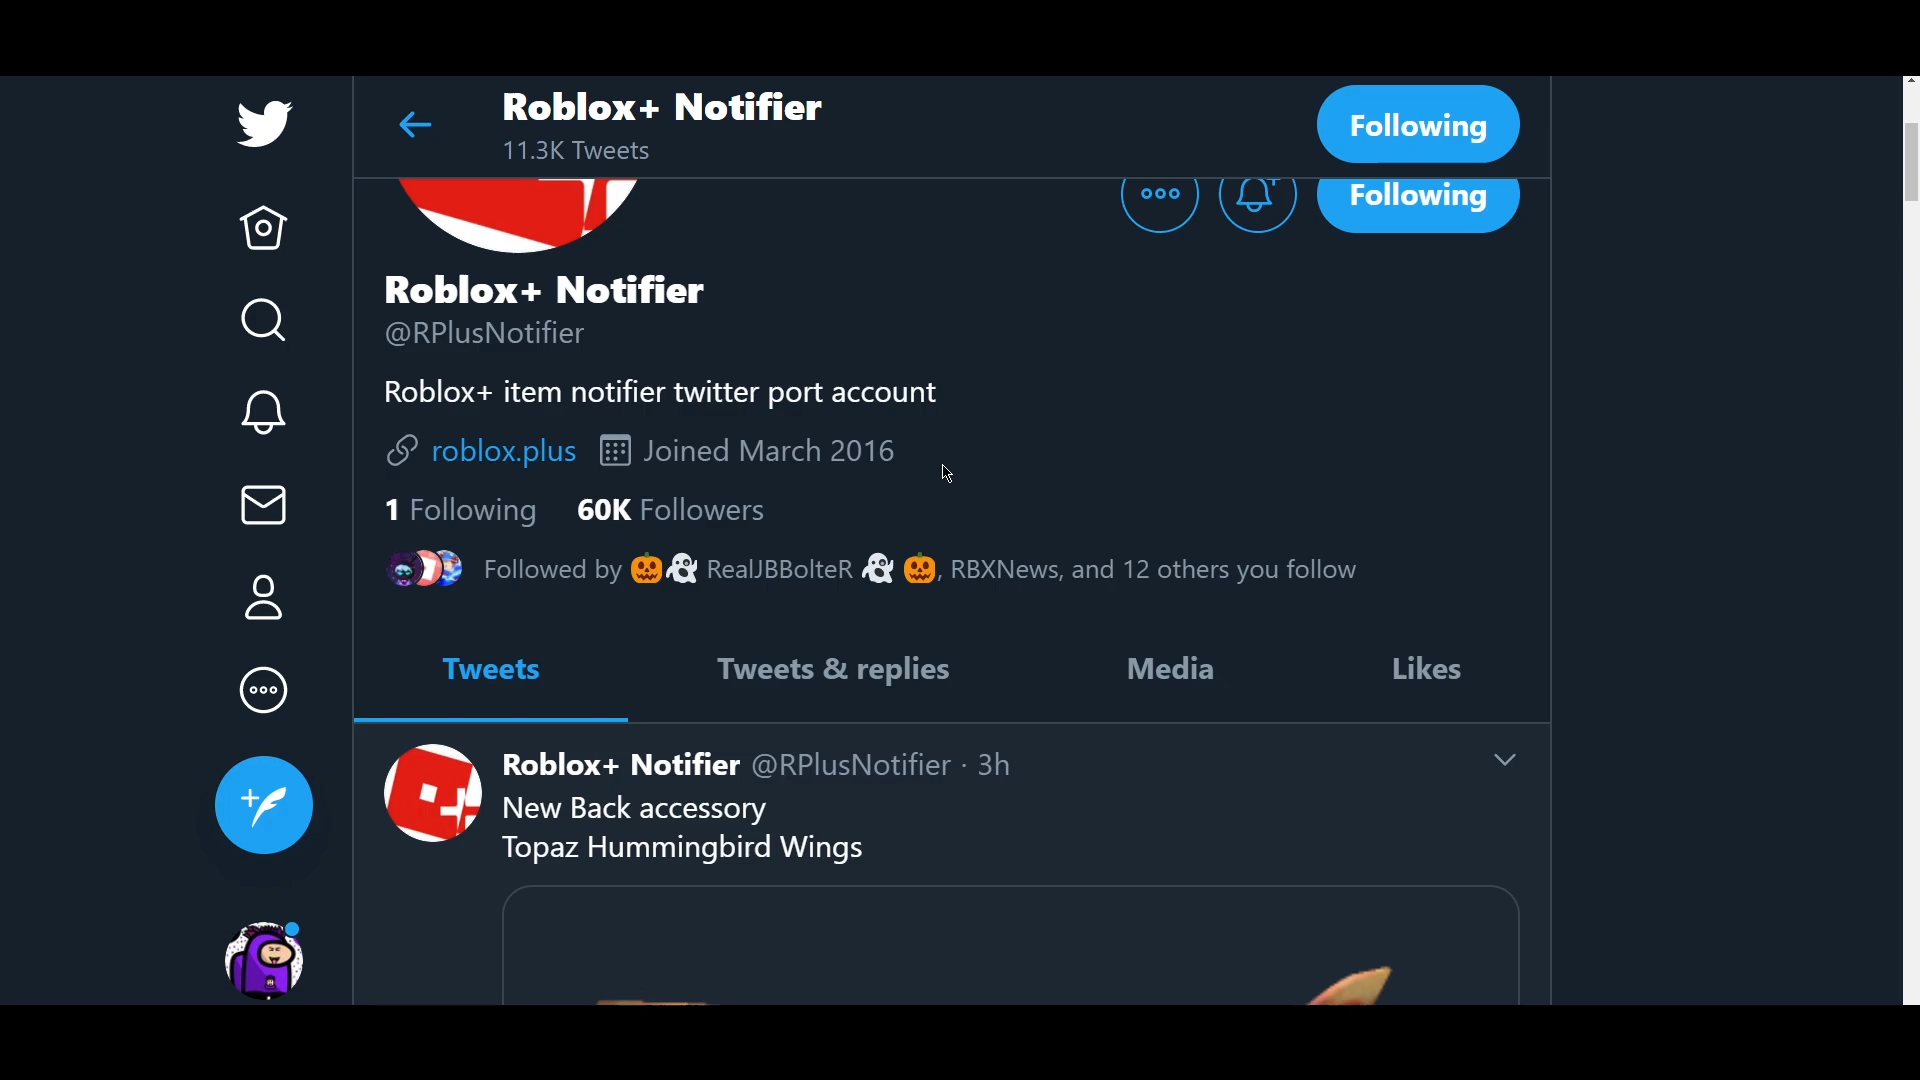 Roblox+ Notifier
11.3K Tweets
Following
Following
Roblox+ Notifier
@RPlusNotifier
Roblox+ item notifier twitter port account
roblox.plus Joined March 2016
1 Following 60K Followers
Followed by 🎃👻 RealJBBolteR 👻🎃, RBXNews, and 12 others you follow
Tweets Tweets & replies Media Likes
Roblox+ Notifier @RPlusNotifier · 3h
New Back accessory
Topaz Hummingbird Wings